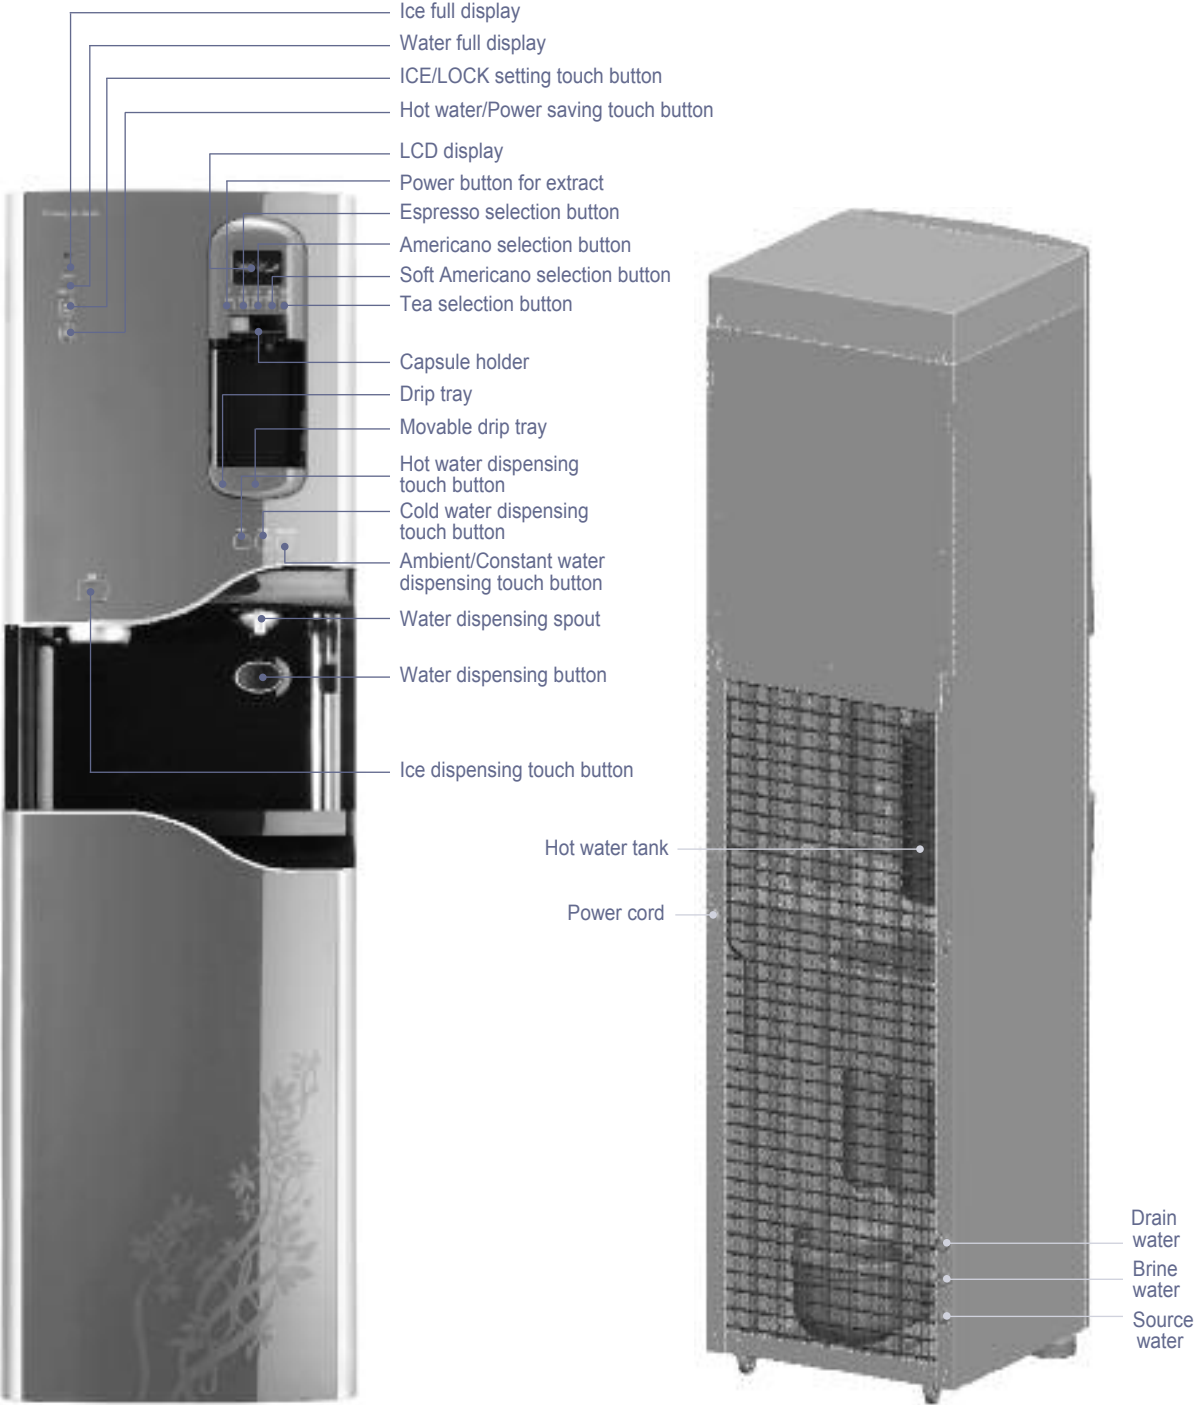 Ice full display
Water full display
ICE/LOCK setting touch button
Hot water/Power saving touch button
LCD display
Power button for extract
Espresso selection button
Americano selection button
Soft Americano selection button
Tea selection button
Capsule holder
Drip tray
Movable drip tray
Hot water dispensing
touch button
Cold water dispensing
touch button
Ambient/Constant water
dispensing touch button
Water dispensing spout
Water dispensing button
Ice dispensing touch button
Hot water tank
Power cord
Drain
water
Brine
water
Source
water